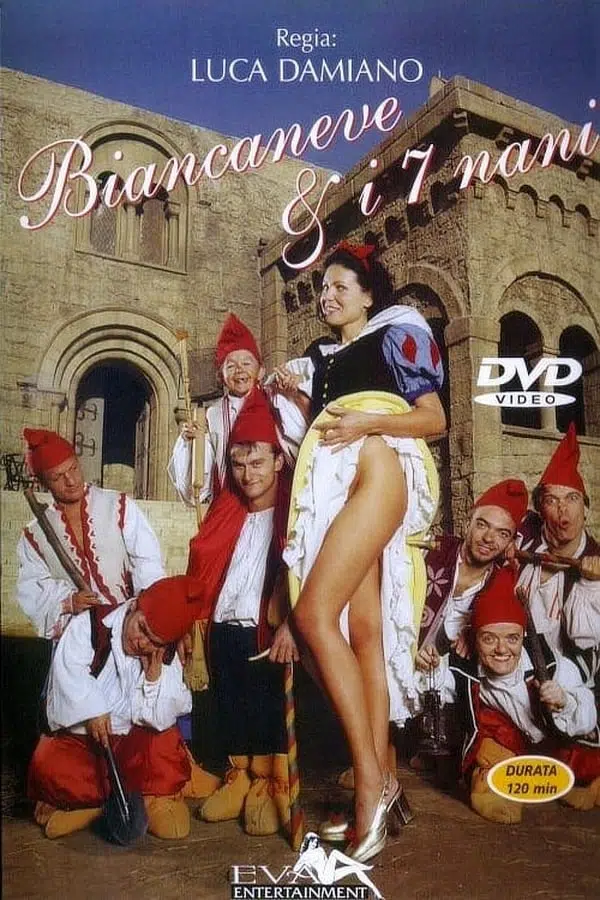 Regia:
LUCA DAMIANO
Biancaneve
& i 7 nani
DVD
VIDEO
DURATA
120 min
EVA
ENTERTAINMENT